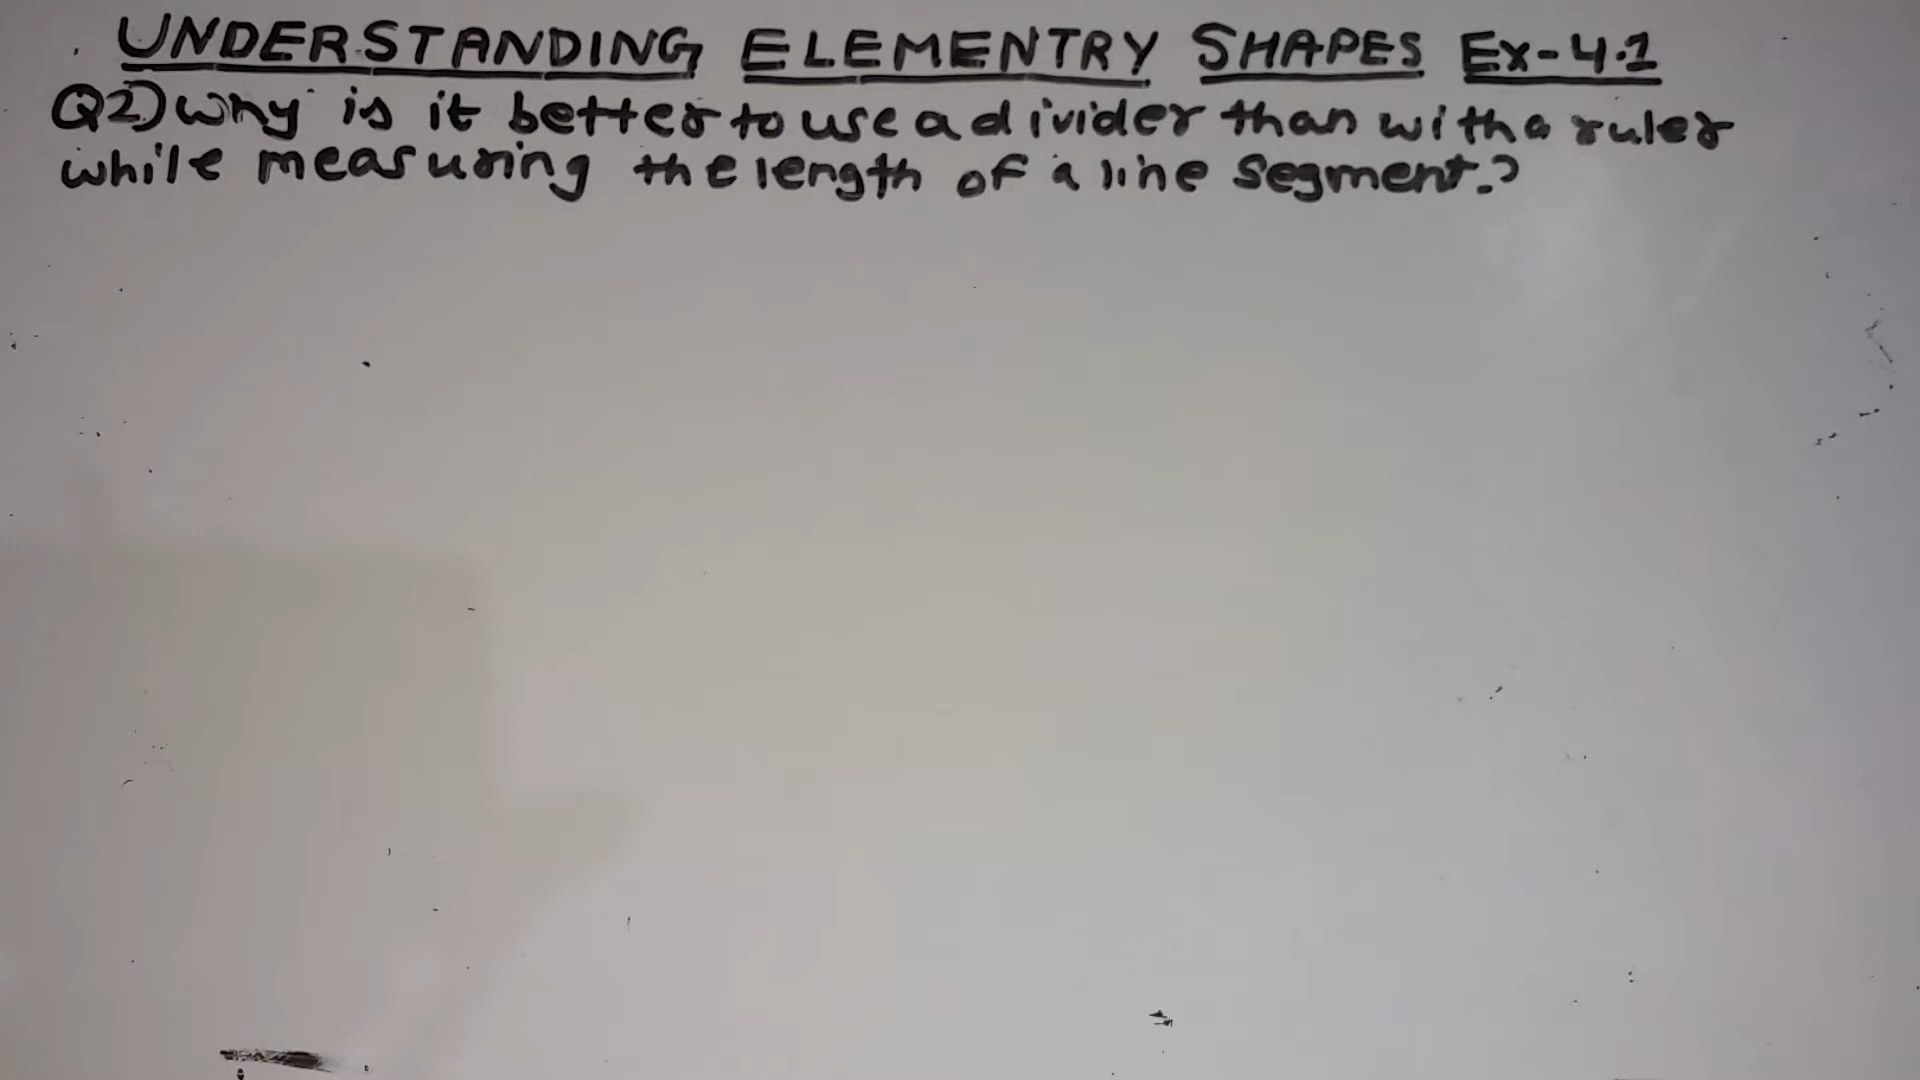 UNDERSTANDING ELEMENTRY SHAPES Ex-4.1
Q2) Why is it better to use a divider than with a ruler
while measuring the length of a line segment.?